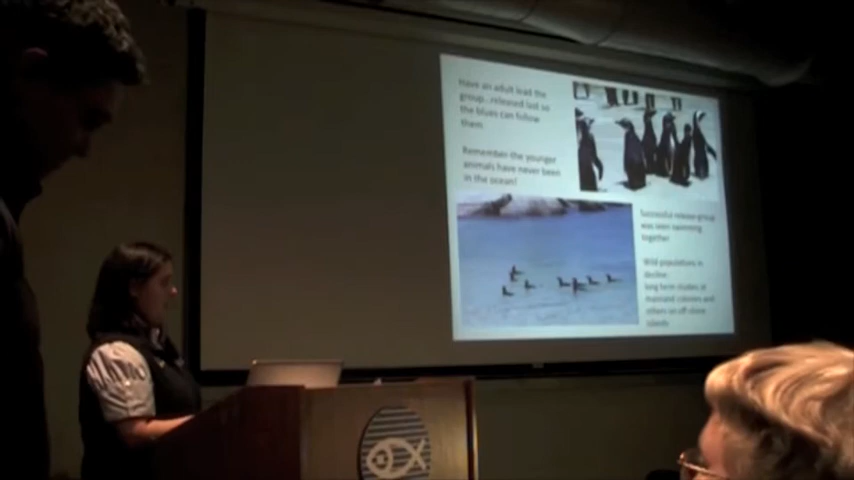 Have an adult lead the
group.. released last so
the blues can follow
them
Remember the younger
animals have never been
in the ocean!
Successful release-group
was seen swimming
together
Wild populations in
decline
long term studies at
mainland colonies and
others on off-shore
islands